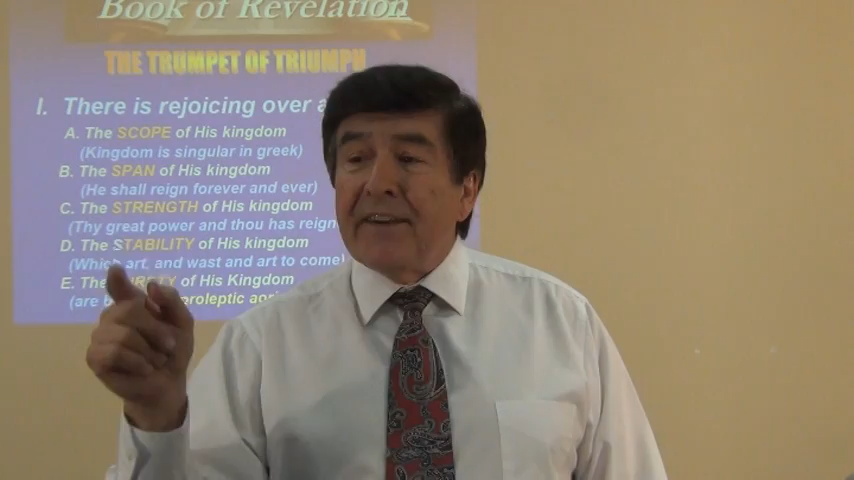 Book of Revelation
THE TRUMPET OF TRIUMPH
I. There is rejoicing over a
A. The SCOPE of His kingdom
(Kingdom is singular in greek)
B. The SPAN of His kingdom
(He shall reign forever and ever)
C. The STRENGTH of His kingdom
(Thy great power and thou has reign
D. The STABILITY of His kingdom
(Which art, and wast and art to come)
E. The of His Kingdom
(are